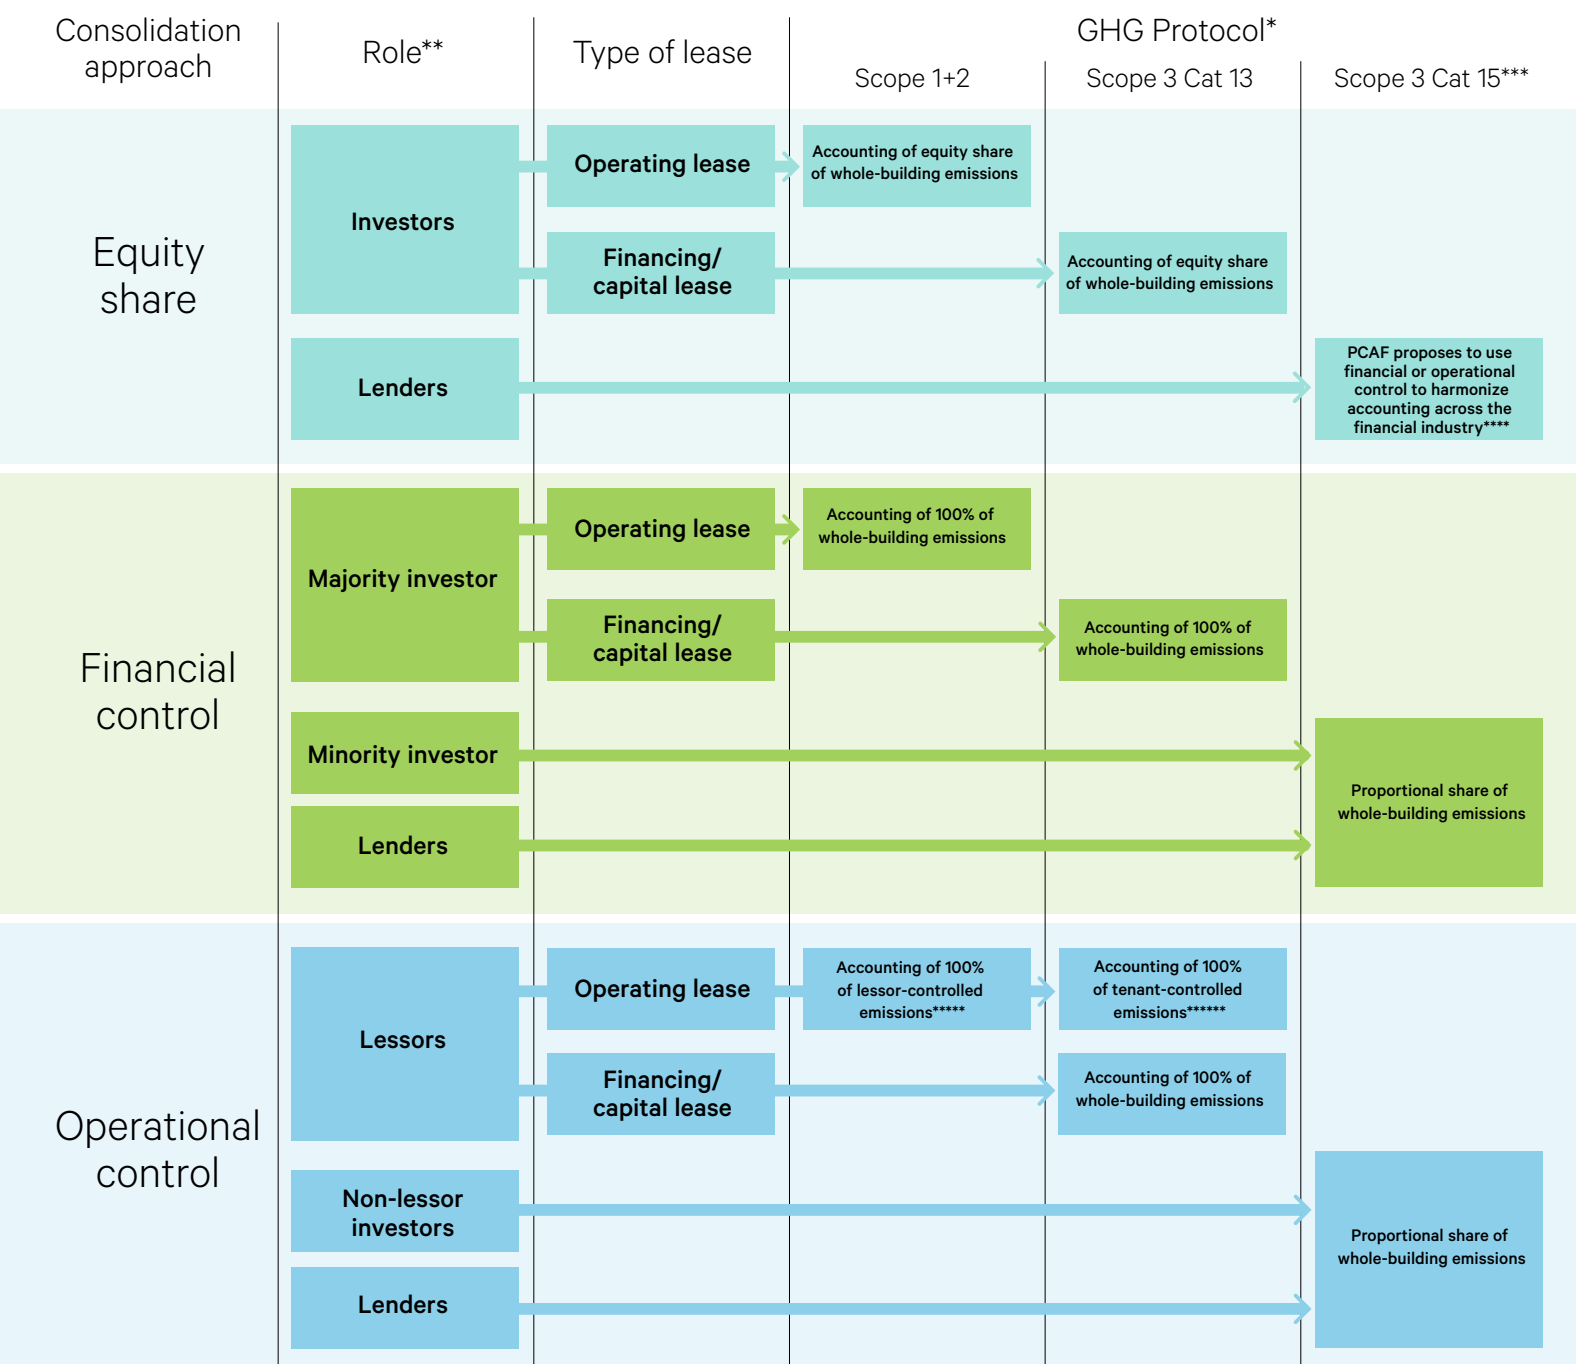 Consolidation
approach
Role**
Type of lease
GHG Protocol*
Scope 1+2
Scope 3 Cat 13
Scope 3 Cat 15***
Equity
share
Investors
Operating lease
Accounting of equity share
of whole-building emissions
Financing/
capital lease
Accounting of equity share
of whole-building emissions
Lenders
PCAF proposes to use
financial or operational
control to harmonize
accounting across the
financial industry****
Financial
control
Majority investor
Operating lease
Accounting of 100% of
whole-building emissions
Financing/
capital lease
Accounting of 100% of
whole-building emissions
Minority investor
Lenders
Proportional share of
whole-building emissions
Operational
control
Lessors
Operating lease
Accounting of 100%
of lessor-controlled
emissions*****
Accounting of 100%
of tenant-controlled
emissions******
Financing/
capital lease
Accounting of 100% of
whole-building emissions
Non-lessor
investors
Lenders
Proportional share of
whole-building emissions